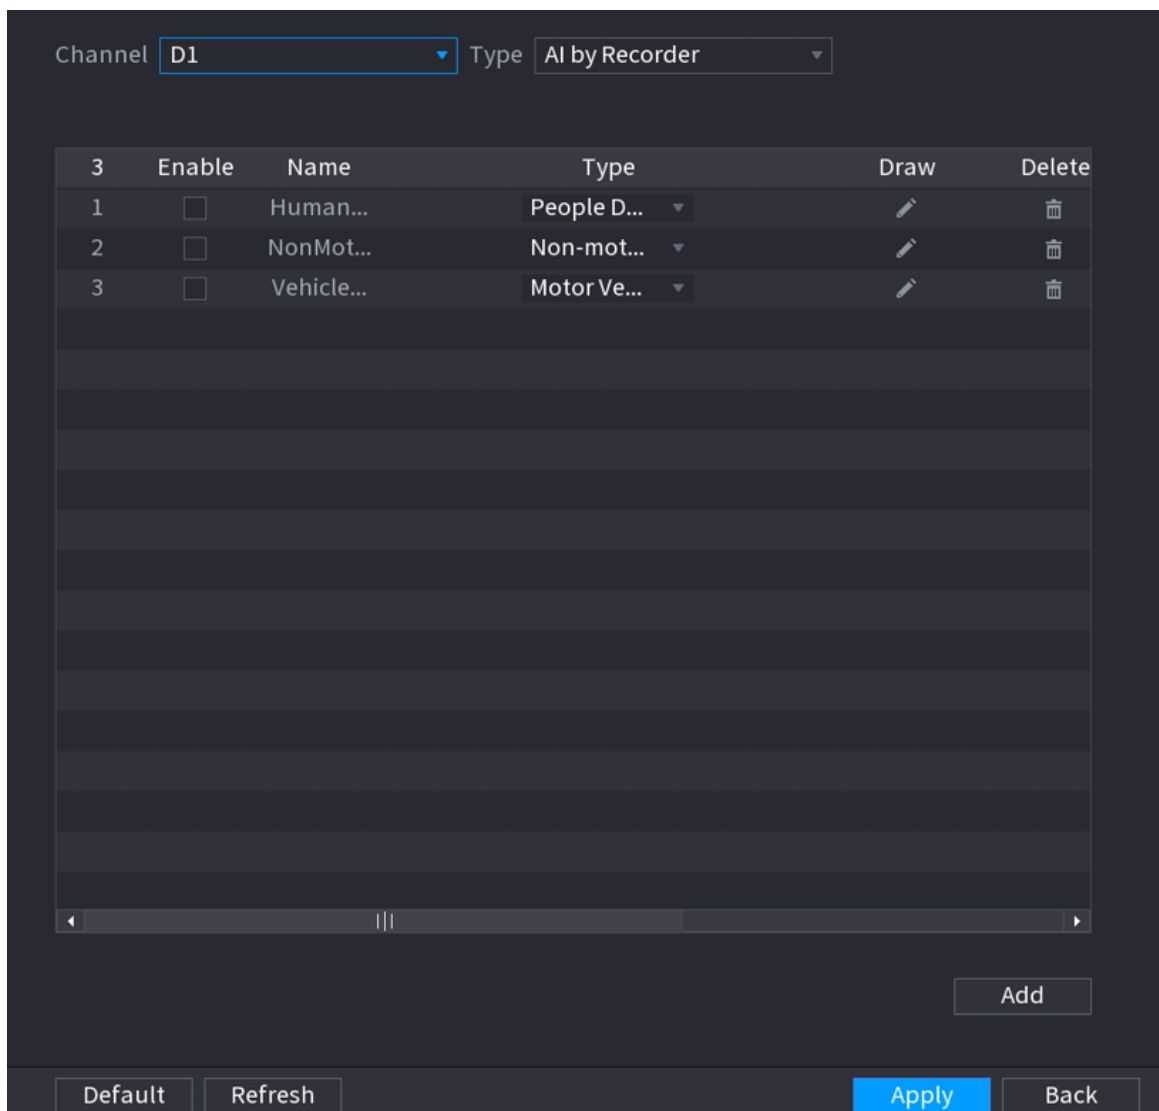 Channel D1 Type AI by Recorder
3 Enable Name Type Draw Delete
1 Human... People D...
2 NonMot... Non-mot...
3 Vehicle... Motor Ve...
Add
Default Refresh Apply Back